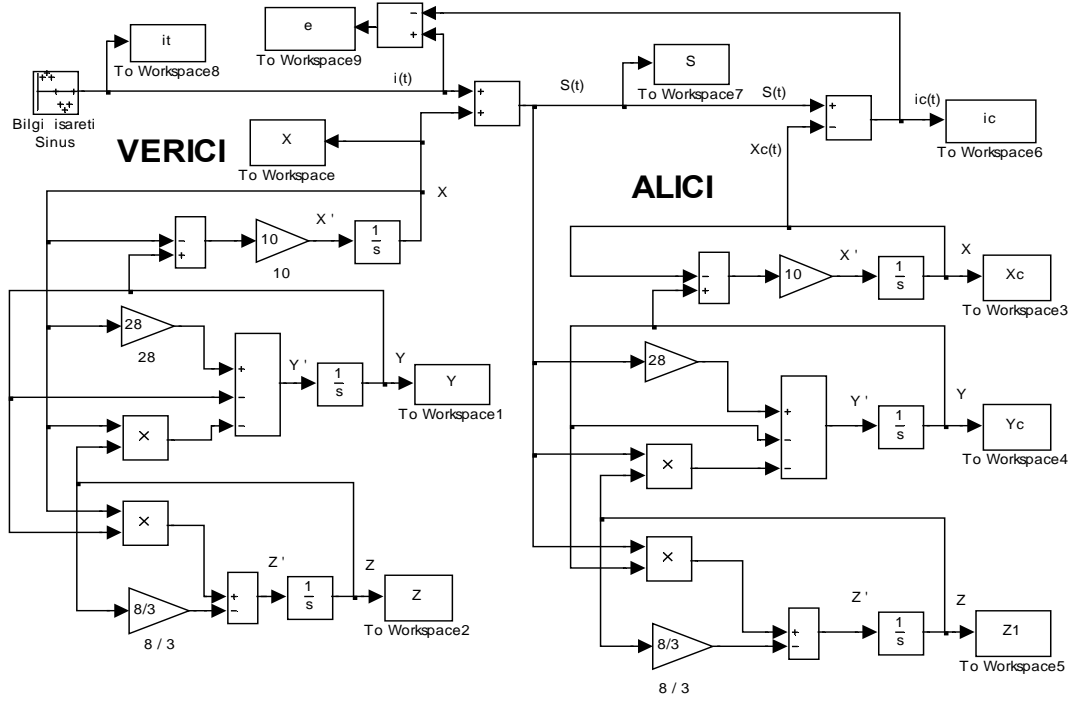 e
To Workspace9
it
To Workspace8
Bilgi isareti
Sinus
i(t)
S(t)
S
To Workspace7
S(t)
ic(t)
ic
To Workspace6
VERICI
X
To Workspace
Xc(t)
ALICI
X
10
10
X '
1
s
10
X '
1
s
X
Xc
To Workspace3
28
28
Y '
1
s
Y
Y
To Workspace1
28
Y '
1
s
Y
Yc
To Workspace4
8/3
8 / 3
Z '
1
s
Z
Z
To Workspace2
8/3
8 / 3
Z '
1
s
Z
Z1
To Workspace5